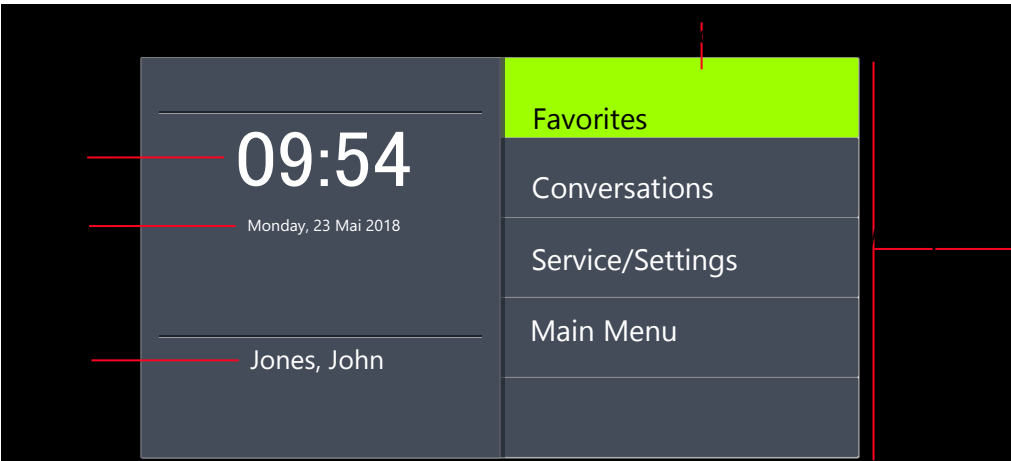 09:54
Monday, 23 Mai 2018
Jones, John
Favorites
Conversations
Service/Settings
Main Menu